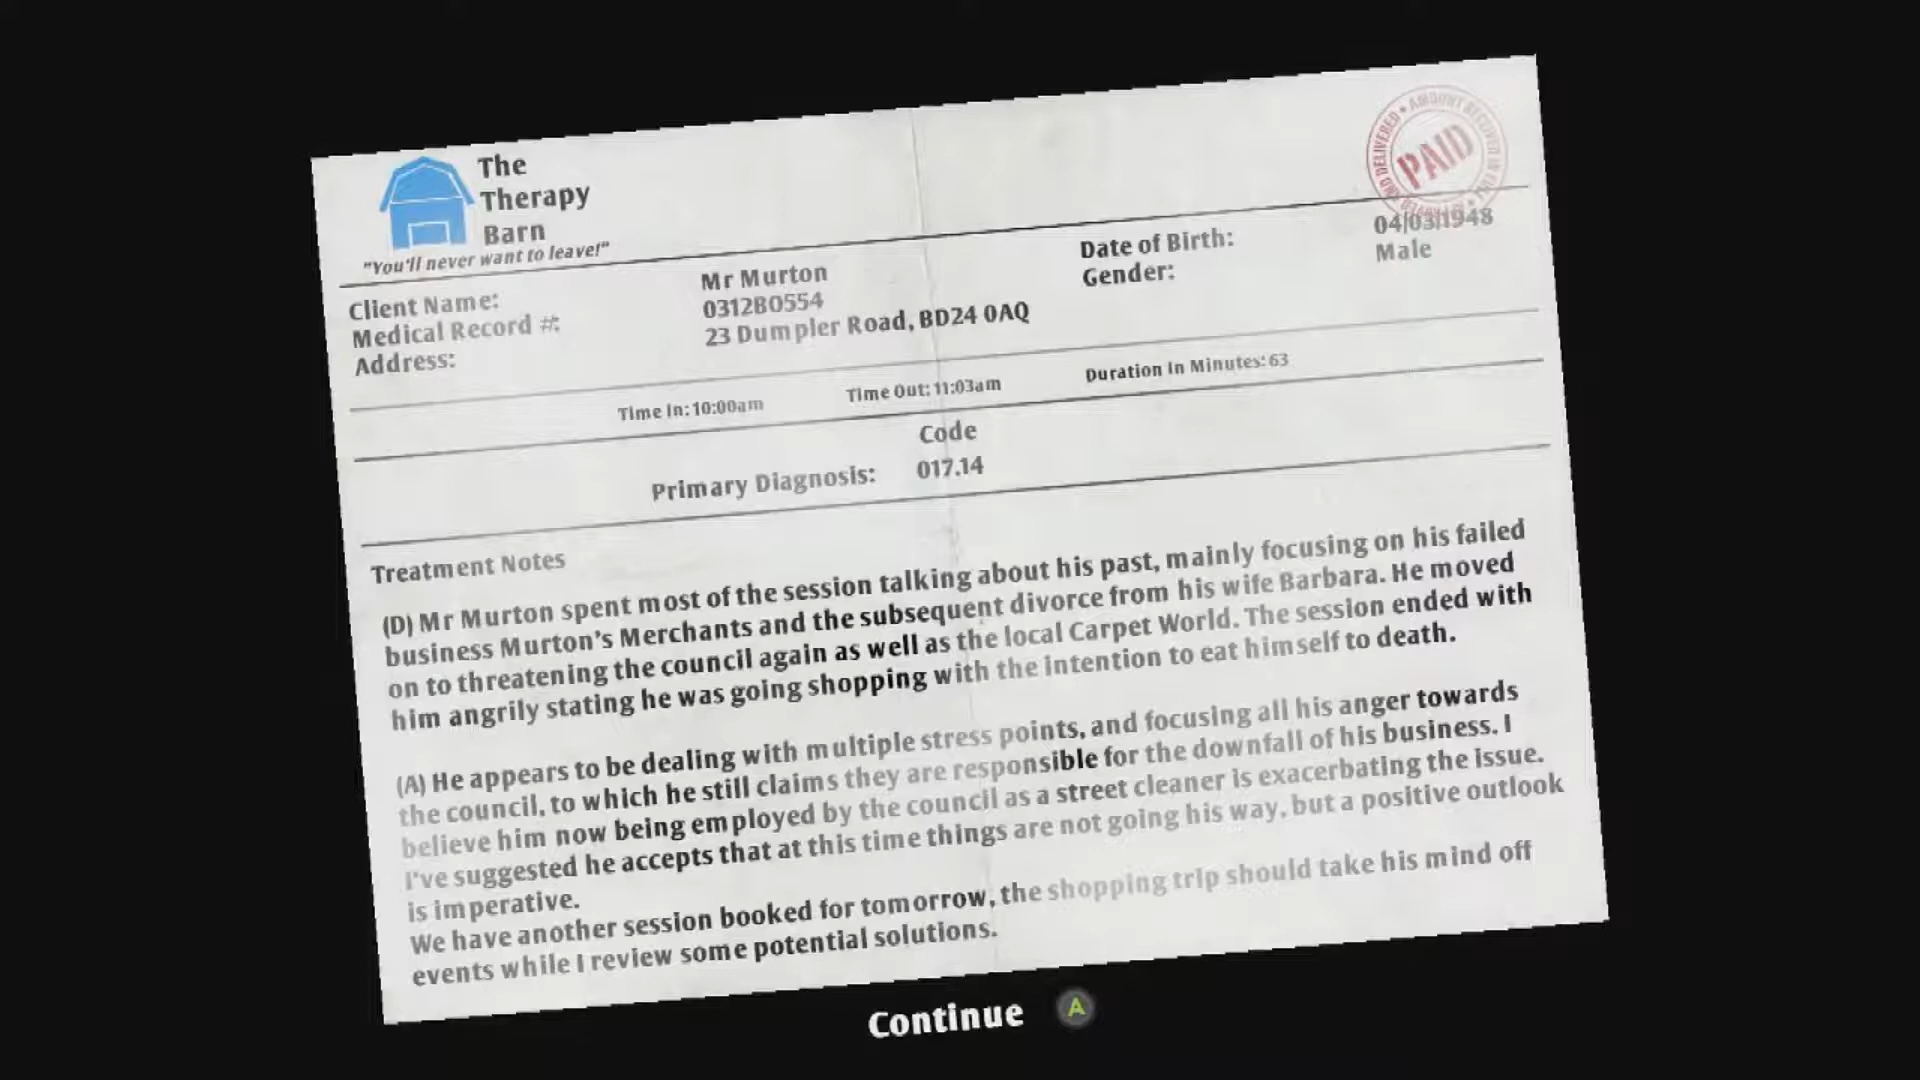 The
Therapy
Barn
"You'll never want to leave!"
AMOUNT RECEIVED IN FULL AND DELIVERED
PAID
Client Name: Mr Murton Date of Birth: 04/03/1948
Medical Record #: 0312BO554 Gender: Male
Address: 23 Dumpler Road, BD24 0AQ
Time In: 10:00am Time Out: 11:03am Duration In Minutes: 63
Code
Primary Diagnosis: 017.14
Treatment Notes
(D) Mr Murton spent most of the session talking about his past, mainly focusing on his failed
business Murton's Merchants and the subsequent divorce from his wife Barbara. He moved
on to threatening the council again as well as the local Carpet World. The session ended with
him angrily stating he was going shopping with the intention to eat himself to death.
(A) He appears to be dealing with multiple stress points, and focusing all his anger towards
the council, to which he still claims they are responsible for the downfall of his business. I
believe him now being employed by the council as a street cleaner is exacerbating the issue.
I've suggested he accepts that at this time things are not going his way, but a positive outlook
is imperative.
We have another session booked for tomorrow, the shopping trip should take his mind off
events while I review some potential solutions.
Continue A